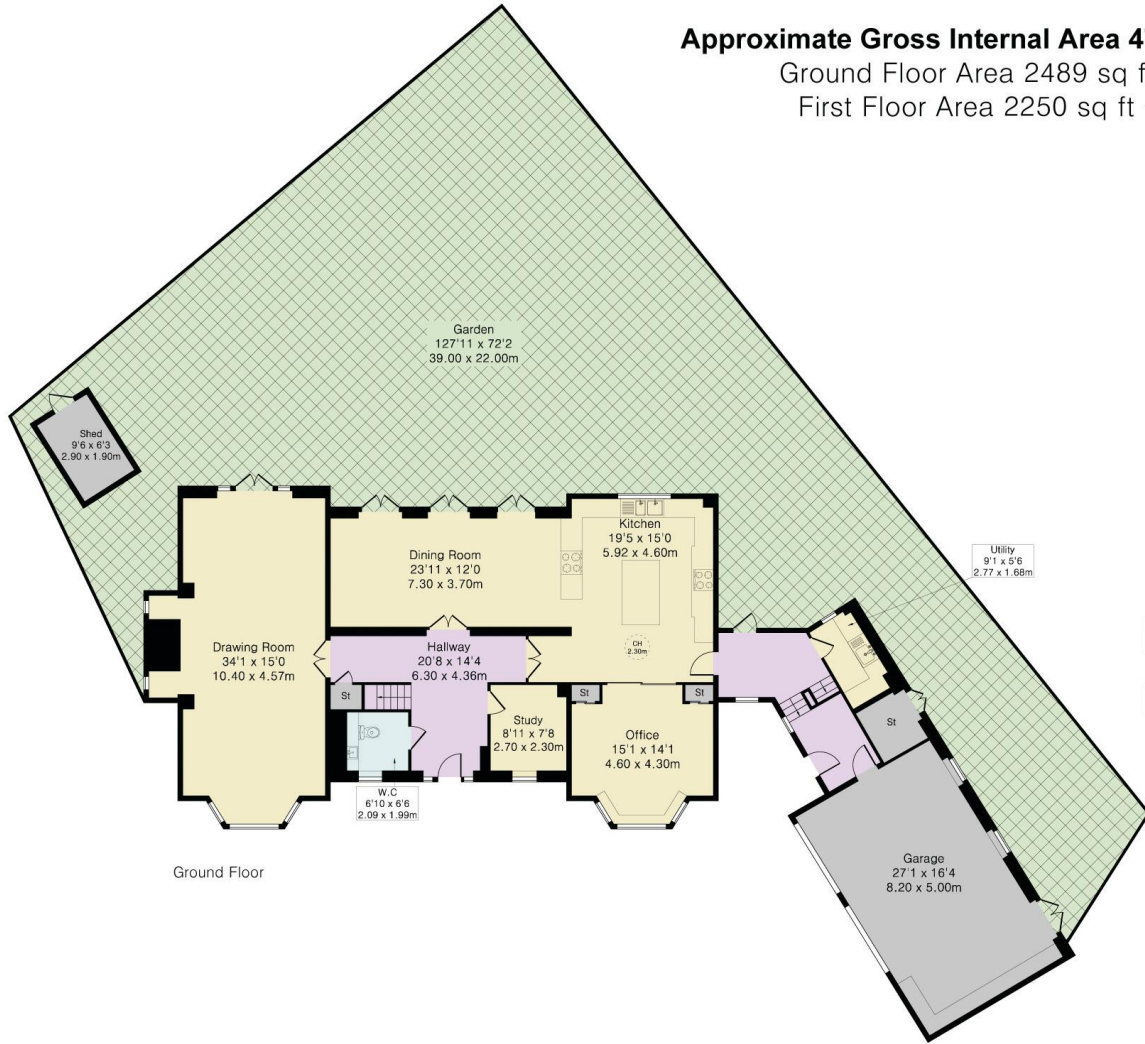 Approximate Gross Internal Area 4
Ground Floor Area 2489 sq f
First Floor Area 2250 sq ft
Garden
127'11 x 72'2
39.00 x 22.00m
Shed
9'6 x 6'3
2.90 x 1.90m
Kitchen
19'5 x 15'0
5.92 x 4.60m
Dining Room
23'11 x 12'0
7.30 x 3.70m
Utility
9'1 x 5'6
2.77 x 1.68m
CH
2.30m
Drawing Room
34'1 x 15'0
10.40 x 4.57m
Hallway
20'8 x 14'4
6.30 x 4.36m
St
St
St
St
Study
8'11 x 7'8
2.70 x 2.30m
Office
15'1 x 14'1
4.60 x 4.30m
W.C
6'10 x 6'6
2.09 x 1.99m
Garage
27'1 x 16'4
8.20 x 5.00m
Ground Floor